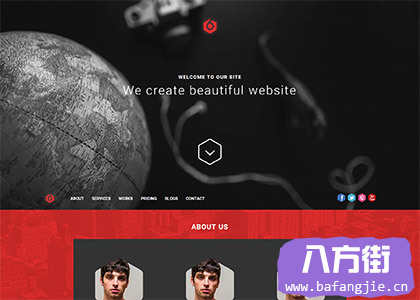 WELCOME TO OUR SITE
We create beautiful website
ABOUT SERVICES WORKS PRICING BLOGS CONTACT
ABOUT US
八方街
www.bafangjie.cn